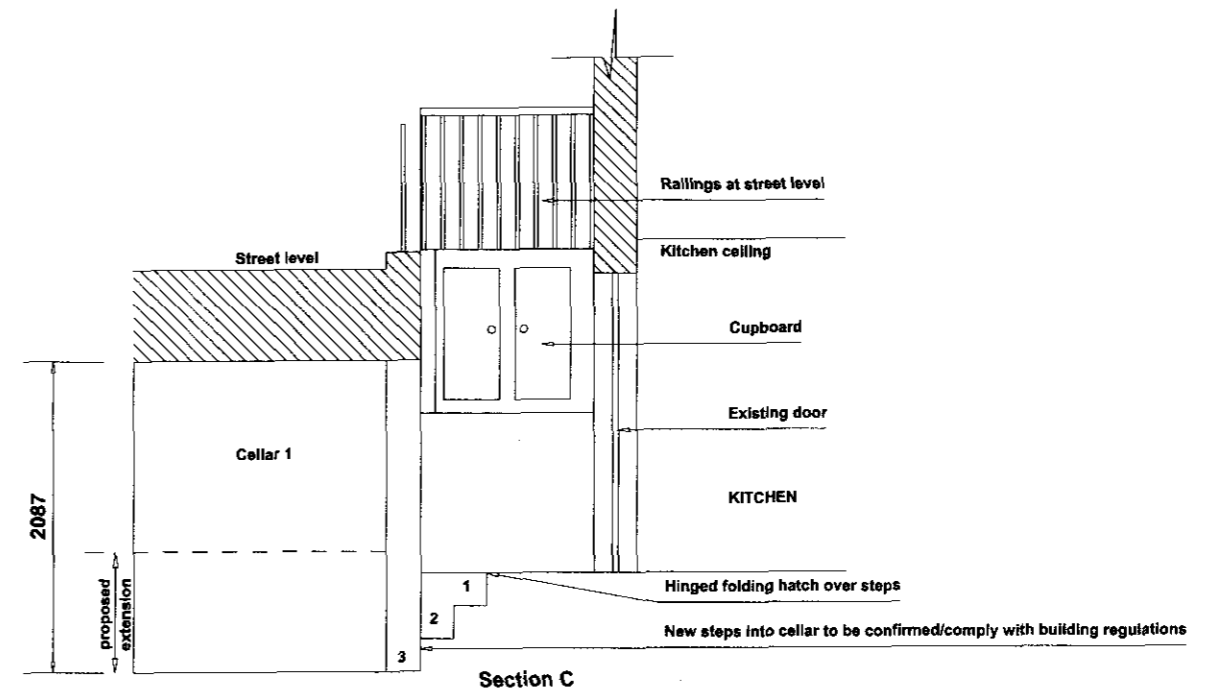 Railings at street level
Kitchen ceiling
Street level
Cupboard
Existing door
Cellar 1
KITCHEN
2087
proposed
extension
1
Hinged folding hatch over steps
2
New steps into cellar to be confirmed/comply with building regulations
3
Section C